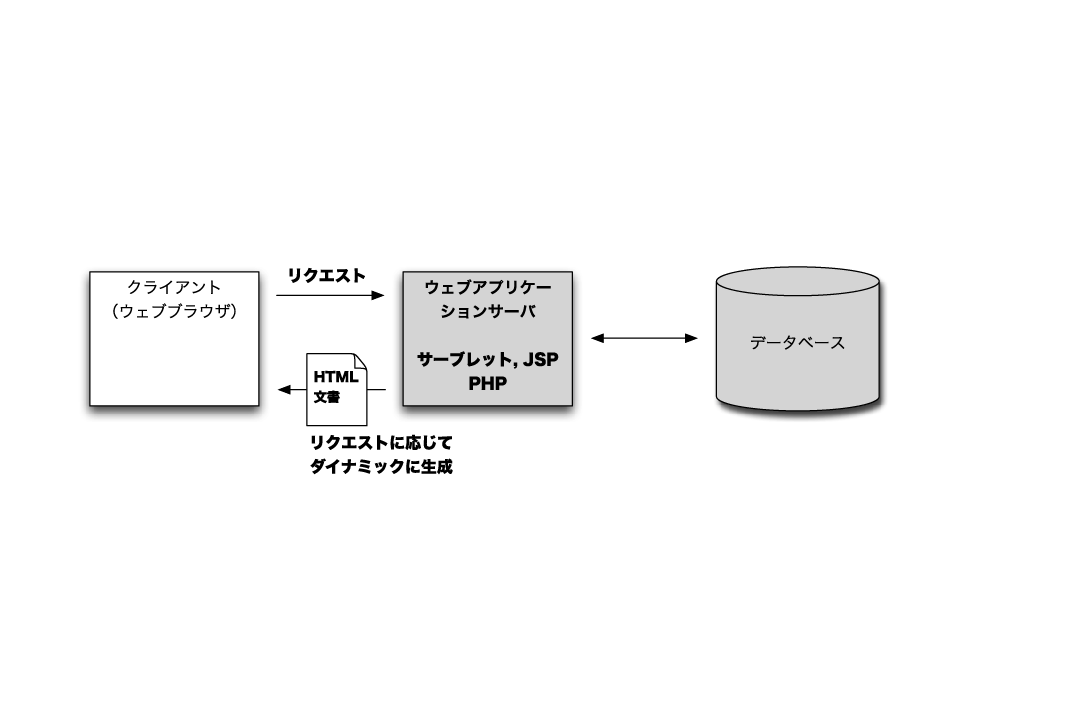 クライアント
（ウェブブラウザ）
リクエスト
HTML
文書
リクエストに応じて
ダイナミックに生成
ウェブアプリケー
ションサーバ
サーブレット, JSP
PHP
データベース